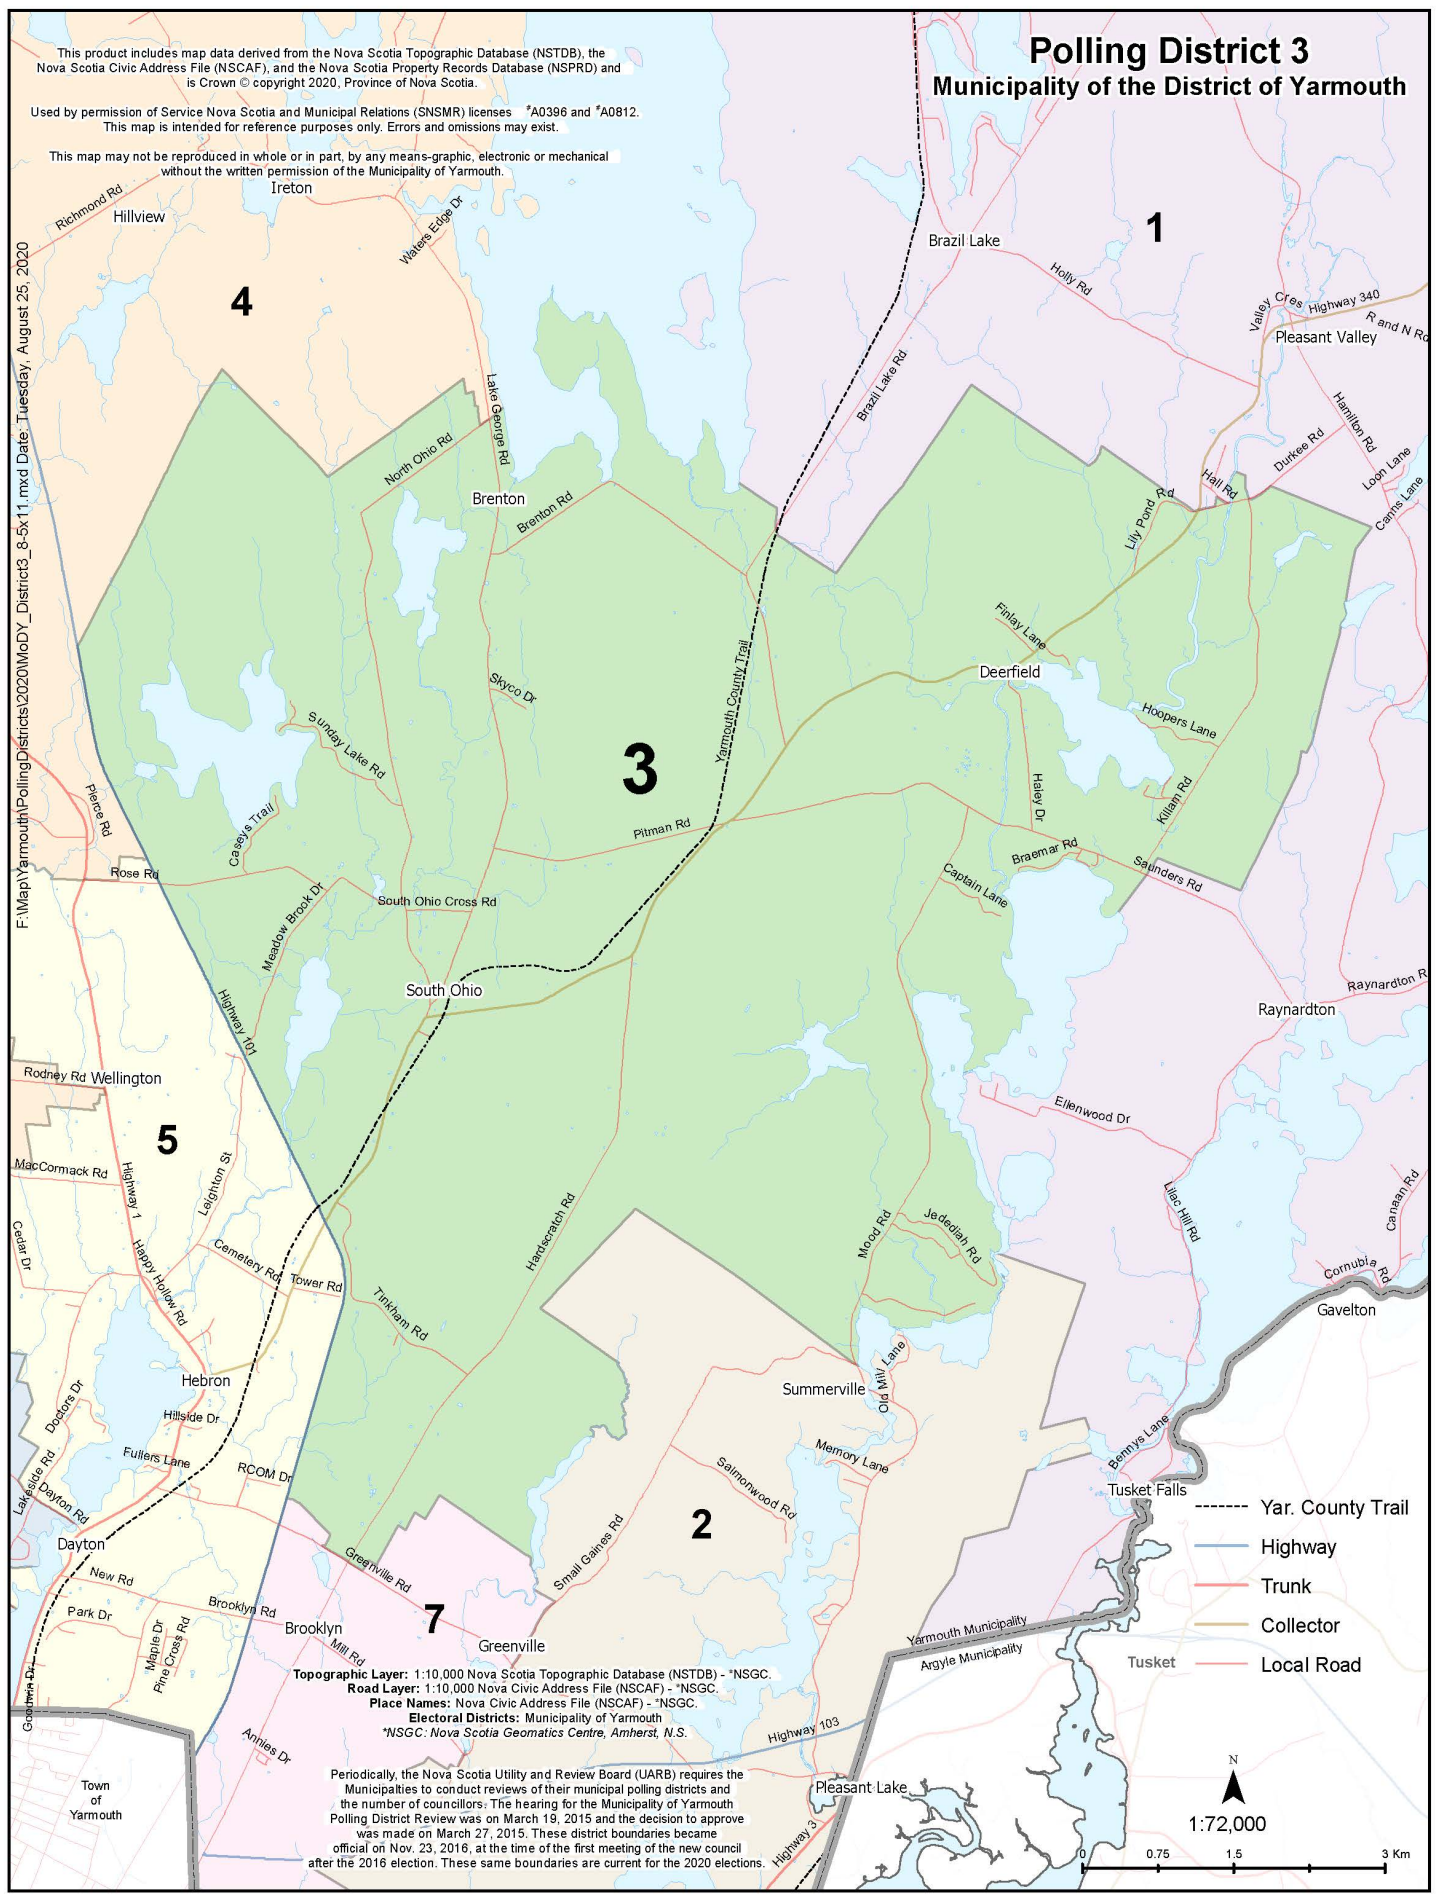 Polling District 3
Municipality of the District of Yarmouth
This product includes map data derived from the Nova Scotia Topographic Database (NSTDB), the
Nova Scotia Civic Address File (NSCAF), and the Nova Scotia Property Records Database (NSPRD) and
is Crown © copyright 2020, Province of Nova Scotia.
Used by permission of Service Nova Scotia and Municipal Relations (SNSMR) licenses #A0396 and #A0812.
This map is intended for reference purposes only. Errors and omissions may exist.
This map may not be reproduced in whole or in part, by any means-graphic, electronic or mechanical
without the written permission of the Municipality of Yarmouth.
F:\Map\Yarmouth\PollingDistricts\2020\MoDY_District3_8-5x11.mxd Date: Tuesday, August 25, 2020
Richmond Rd
Hillview
Ireton
Waters Edge Dr
4
Brazil Lake
1
Holly Rd
Valley Cres
Highway 340
R and N Rd
Pleasant Valley
Brazil Lake Rd
Lake George Rd
North Ohio Rd
Brenton
Brenton Rd
Hamilton Rd
Durkee Rd
Loon Lane
Canns Lane
Hall Rd
Lily Pond Rd
Finlay Lane
Deerfield
Yarmouth County Trail
Skyco Dr
Sunday Lake Rd
Hoopers Lane
3
Pierce Rd
Caseys Trail
Pitman Rd
Haley Dr
Killam Rd
Braemar Rd
Saunders Rd
Rose Rd
Captain Lane
South Ohio Cross Rd
Meadow Brook Dr
South Ohio
Highway 101
Raynardton R
Raynardton
Rodney Rd
Wellington
5
MacCormack Rd
Highway 1
Leighton St
Ellenwood Dr
Lilac Hill Rd
Canaan Rd
Cedar Dr
Happy Hollow Rd
Cemetery Rd
Tower Rd
Hardscratch Rd
Mood Rd
Jedediah Rd
Cornubia Rd
Gavelton
Tinkham Rd
Hebron
Summerville
Old Mill Lane
Doctors Dr
Hillside Dr
Fullers Lane
RCOM Dr
Memory Lane
Bennys Lane
Salmonwood Rd
Tusket Falls
Lakeside Rd
Dayton Rd
2
Dayton
Small Gaines Rd
Greenville Rd
New Rd
Brooklyn Rd
Park Dr
Maple Dr
Pine Cross Rd
Brooklyn
Mill Rd
7
Greenville
Yarmouth Municipality
Argyle Municipality
Tusket
Yar. County Trail
Highway
Trunk
Collector
Local Road
Topographic Layer: 1:10,000 Nova Scotia Topographic Database (NSTDB) - *NSGC.
Road Layer: 1:10,000 Nova Civic Address File (NSCAF) - *NSGC.
Place Names: Nova Civic Address File (NSCAF) - *NSGC.
Electoral Districts: Municipality of Yarmouth
*NSGC: Nova Scotia Geomatics Centre, Amherst, N.S.
Goodwin Dr
Annies Dr
Highway 103
Town
of
Yarmouth
Pleasant Lake
Highway 3
Periodically, the Nova Scotia Utility and Review Board (UARB) requires the
Municipalties to conduct reviews of their municipal polling districts and
the number of councillors. The hearing for the Municipality of Yarmouth
Polling District Review was on March 19, 2015 and the decision to approve
was made on March 27, 2015. These district boundaries became
official on Nov. 23, 2016, at the time of the first meeting of the new council
after the 2016 election. These same boundaries are current for the 2020 elections.
N
1:72,000
0 0.75 1.5 3 Km